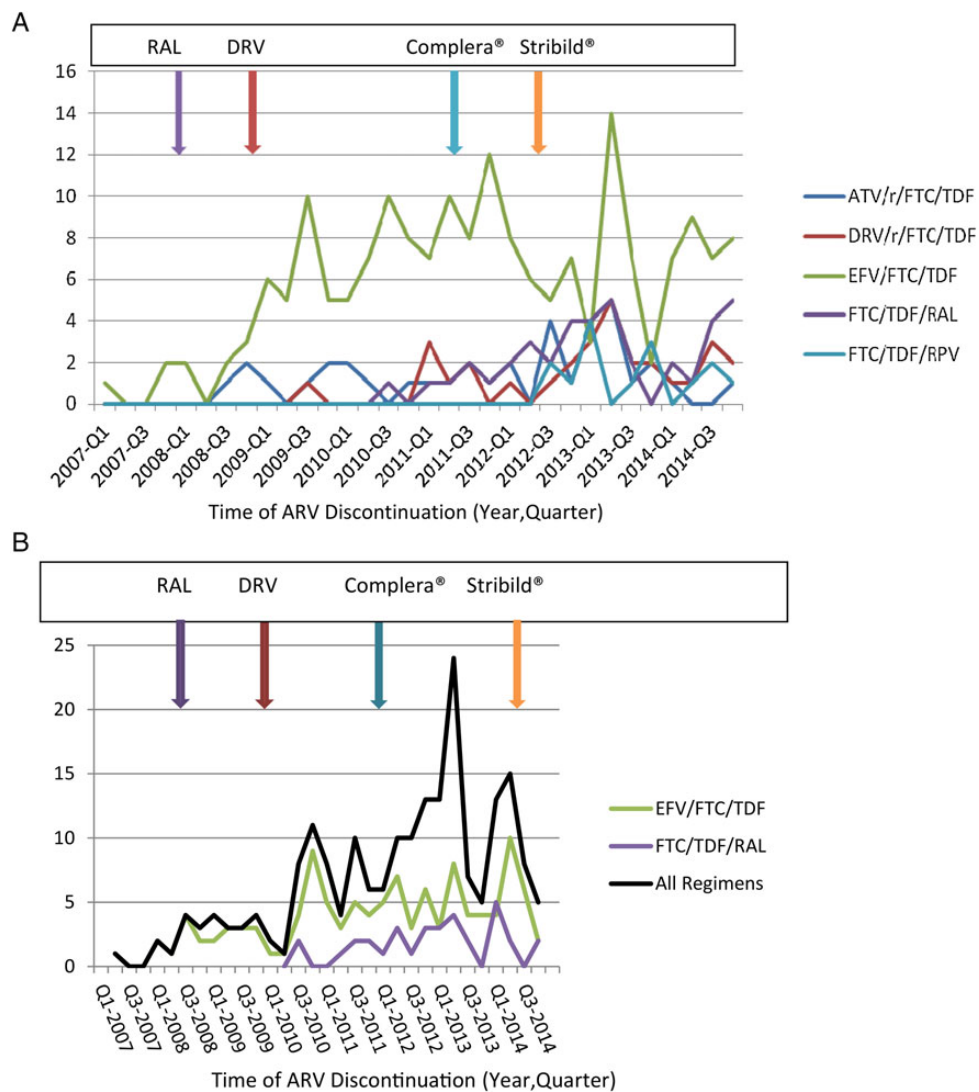 A
RAL DRV Complera® Stribild®
16
14
12
10
8
6
4
2
0
2007-Q1 2007-Q3 2008-Q1 2008-Q3 2009-Q1 2009-Q3 2010-Q1 2010-Q3 2011-Q1 2011-Q3 2012-Q1 2012-Q3 2013-Q1 2013-Q3 2014-Q1 2014-Q3
Time of ARV Discontinuation (Year,Quarter)
ATV/r/FTC/TDF
DRV/r/FTC/TDF
EFV/FTC/TDF
FTC/TDF/RAL
FTC/TDF/RPV
B
RAL DRV Complera® Stribild®
25
20
15
10
5
0
Q1-2007 Q3-2007 Q1-2008 Q3-2008 Q1-2009 Q3-2009 Q1-2010 Q3-2010 Q1-2011 Q3-2011 Q1-2012 Q3-2012 Q1-2013 Q3-2013 Q1-2014 Q3-2014
Time of ARV Discontinuation (Year,Quarter)
EFV/FTC/TDF
FTC/TDF/RAL
All Regimens